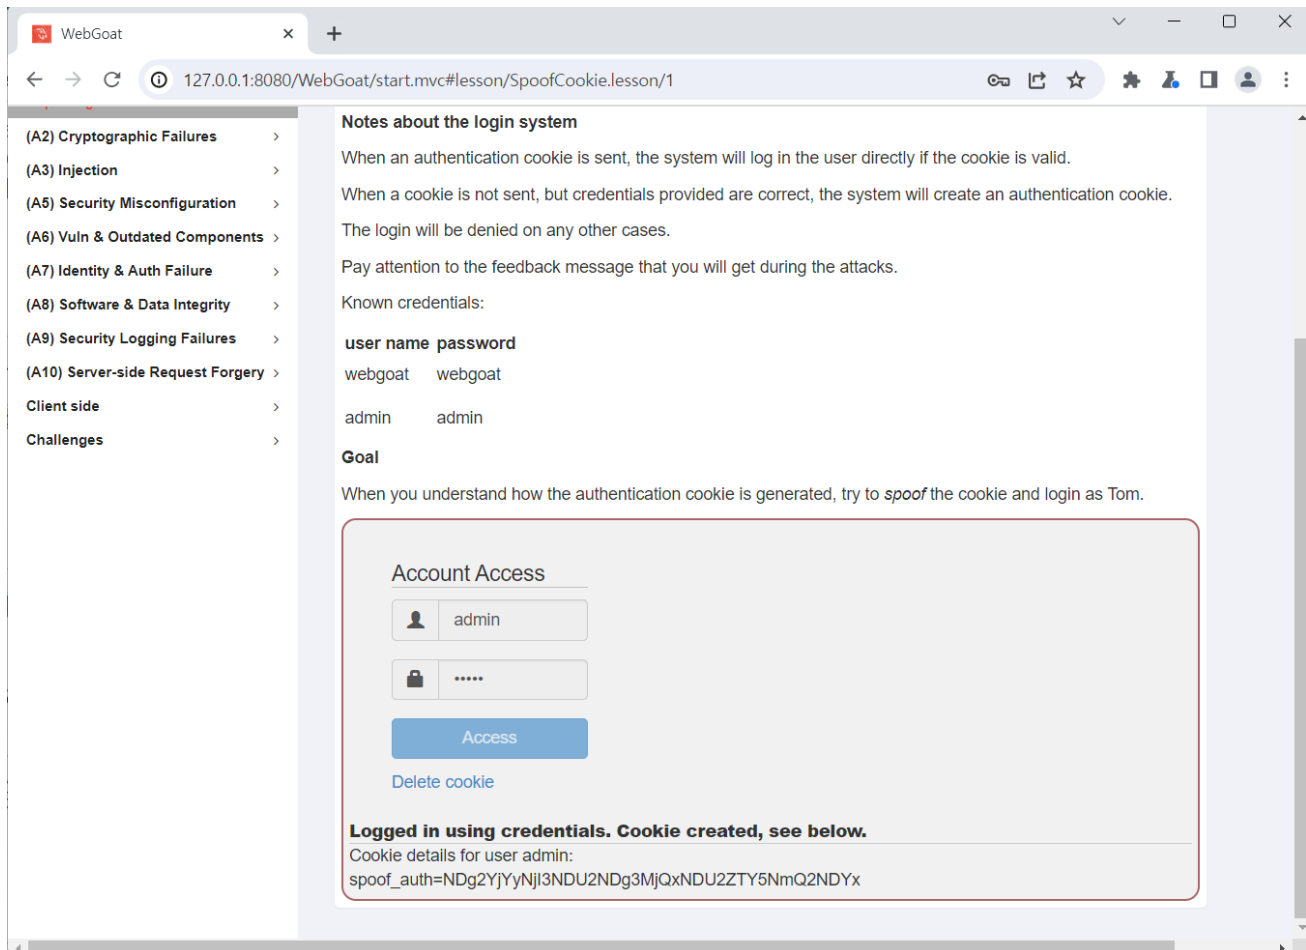 WebGoat
127.0.0.1:8080/WebGoat/start.mvc#lesson/SpoofCookie.lesson/1
(A2) Cryptographic Failures
(A3) Injection
(A5) Security Misconfiguration
(A6) Vuln & Outdated Components
(A7) Identity & Auth Failure
(A8) Software & Data Integrity
(A9) Security Logging Failures
(A10) Server-side Request Forgery
Client side
Challenges
Notes about the login system
When an authentication cookie is sent, the system will log in the user directly if the cookie is valid.
When a cookie is not sent, but credentials provided are correct, the system will create an authentication cookie.
The login will be denied on any other cases.
Pay attention to the feedback message that you will get during the attacks.
Known credentials:
user name password
webgoat webgoat
admin admin
Goal
When you understand how the authentication cookie is generated, try to spoof the cookie and login as Tom.
Account Access
admin
•••••
Access
Delete cookie
Logged in using credentials. Cookie created, see below.
Cookie details for user admin:
spoof_auth=NDg2YjYyNjI3NDU2NDg3MjQxNDU2ZTY5NmQ2NDYx